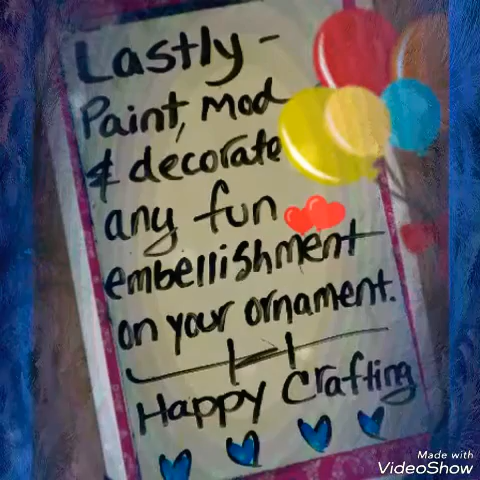 Lastly -
Paint, Mod
& decorate
any fun
embellishment
on your ornament.
Happy Crafting
Made with
VideoShow